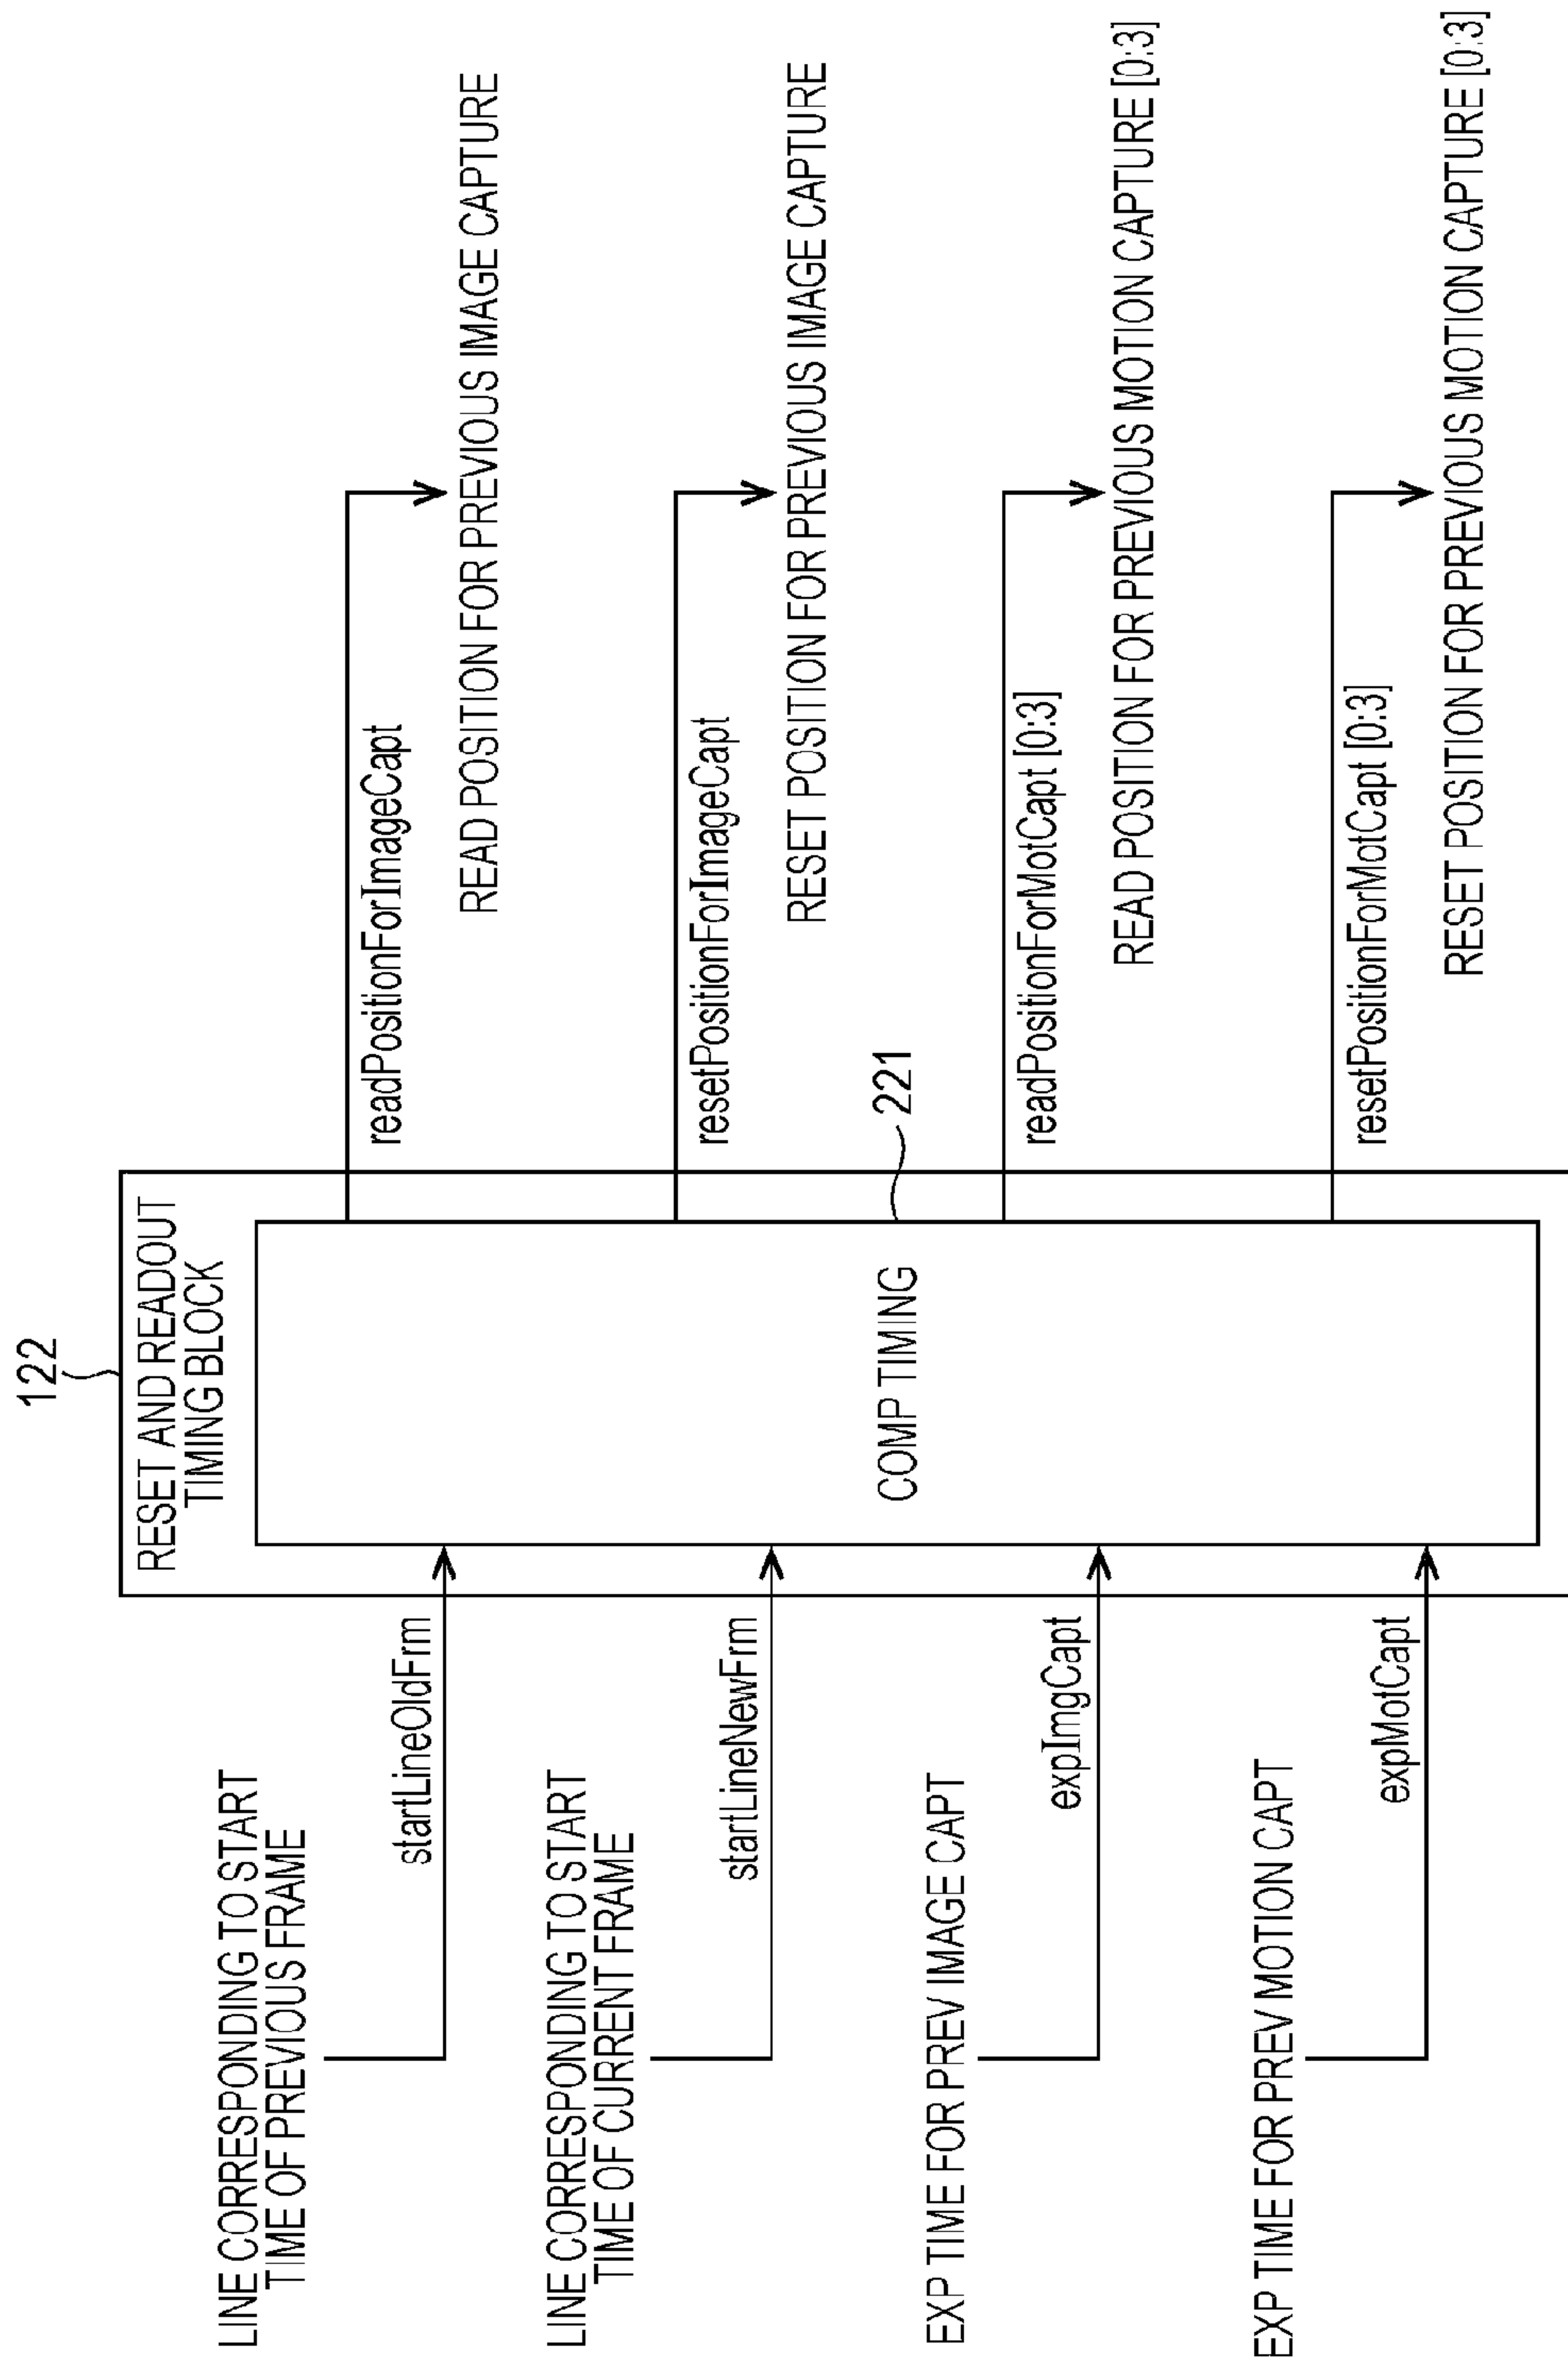 122
RESET AND READOUT
TIMING BLOCK
LINE CORRESPONDING TO START
TIME OF PREVIOUS FRAME
startLineOldFrm
LINE CORRESPONDING TO START
TIME OF CURRENT FRAME
startLineNewFrm
EXP TIME FOR PREV IMAGE CAPT
expImgCapt
EXP TIME FOR PREV MOTION CAPT
expMotCapt
COMP TIMING
221
readPositionForImageCapt
READ POSITION FOR PREVIOUS IMAGE CAPTURE
resetPositionForImageCapt
RESET POSITION FOR PREVIOUS IMAGE CAPTURE
readPositionForMotCapt [0:3]
READ POSITION FOR PREVIOUS MOTION CAPTURE [0:3]
resetPositionForMotCapt [0:3]
RESET POSITION FOR PREVIOUS MOTION CAPTURE [0:3]